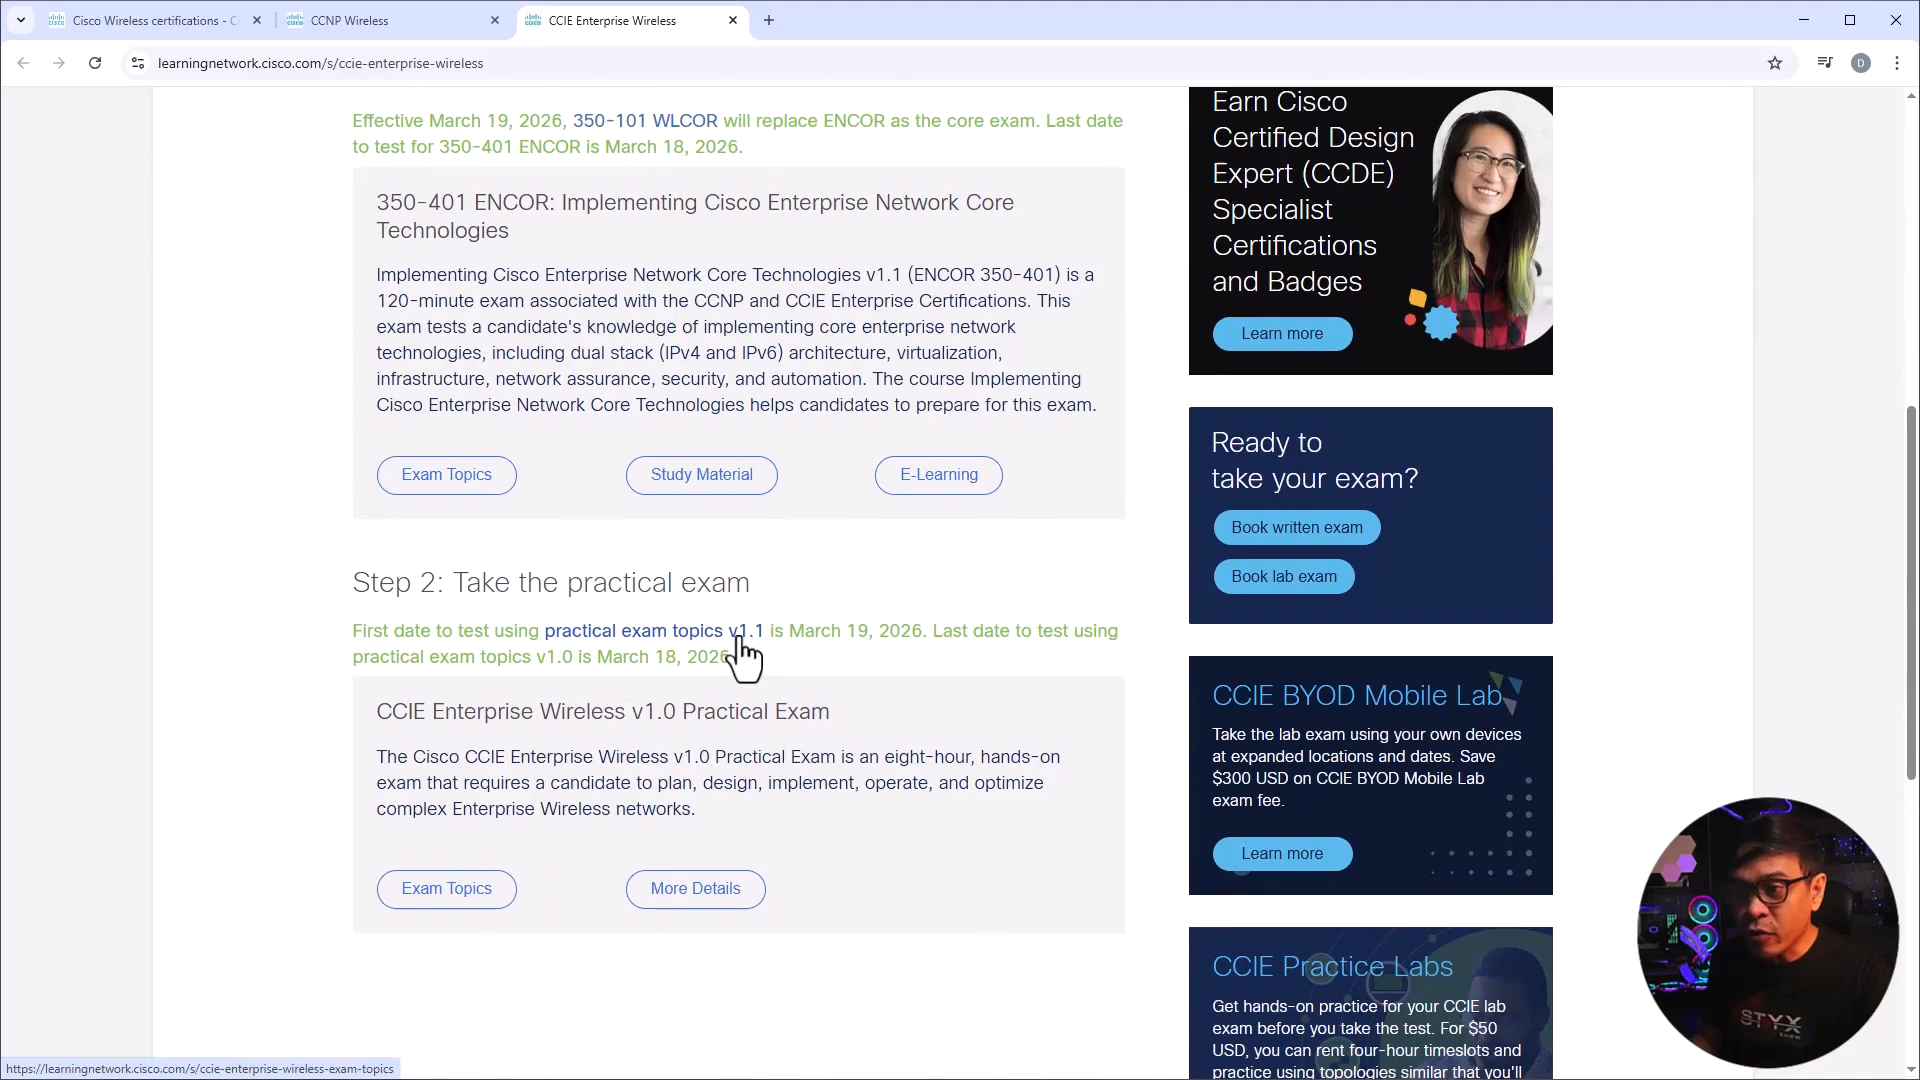 Cisco Wireless certifications - C
CCNP Wireless
CCIE Enterprise Wireless
learningnetwork.cisco.com/s/ccie-enterprise-wireless
D
Effective March 19, 2026, 350-101 WLCOR will replace ENCOR as the core exam. Last date
to test for 350-401 ENCOR is March 18, 2026.
350-401 ENCOR: Implementing Cisco Enterprise Network Core
Technologies
Implementing Cisco Enterprise Network Core Technologies v1.1 (ENCOR 350-401) is a
120-minute exam associated with the CCNP and CCIE Enterprise Certifications. This
exam tests a candidate's knowledge of implementing core enterprise network
technologies, including dual stack (IPv4 and IPv6) architecture, virtualization,
infrastructure, network assurance, security, and automation. The course Implementing
Cisco Enterprise Network Core Technologies helps candidates to prepare for this exam.
Exam Topics
Study Material
E-Learning
Step 2: Take the practical exam
First date to test using practical exam topics v1.1 is March 19, 2026. Last date to test using
practical exam topics v1.0 is March 18, 2026
CCIE Enterprise Wireless v1.0 Practical Exam
The Cisco CCIE Enterprise Wireless v1.0 Practical Exam is an eight-hour, hands-on
exam that requires a candidate to plan, design, implement, operate, and optimize
complex Enterprise Wireless networks.
Exam Topics
More Details
Earn Cisco
Certified Design
Expert (CCDE)
Specialist
Certifications
and Badges
Learn more
Ready to
take your exam?
Book written exam
Book lab exam
CCIE BYOD Mobile Lab
Take the lab exam using your own devices
at expanded locations and dates. Save
$300 USD on CCIE BYOD Mobile Lab
exam fee.
Learn more
CCIE Practice Labs
Get hands-on practice for your CCIE lab
exam before you take the test. For $50
USD, you can rent four-hour timeslots and
practice using topologies similar that you'll
STYX
https://learningnetwork.cisco.com/s/ccie-enterprise-wireless-exam-topics